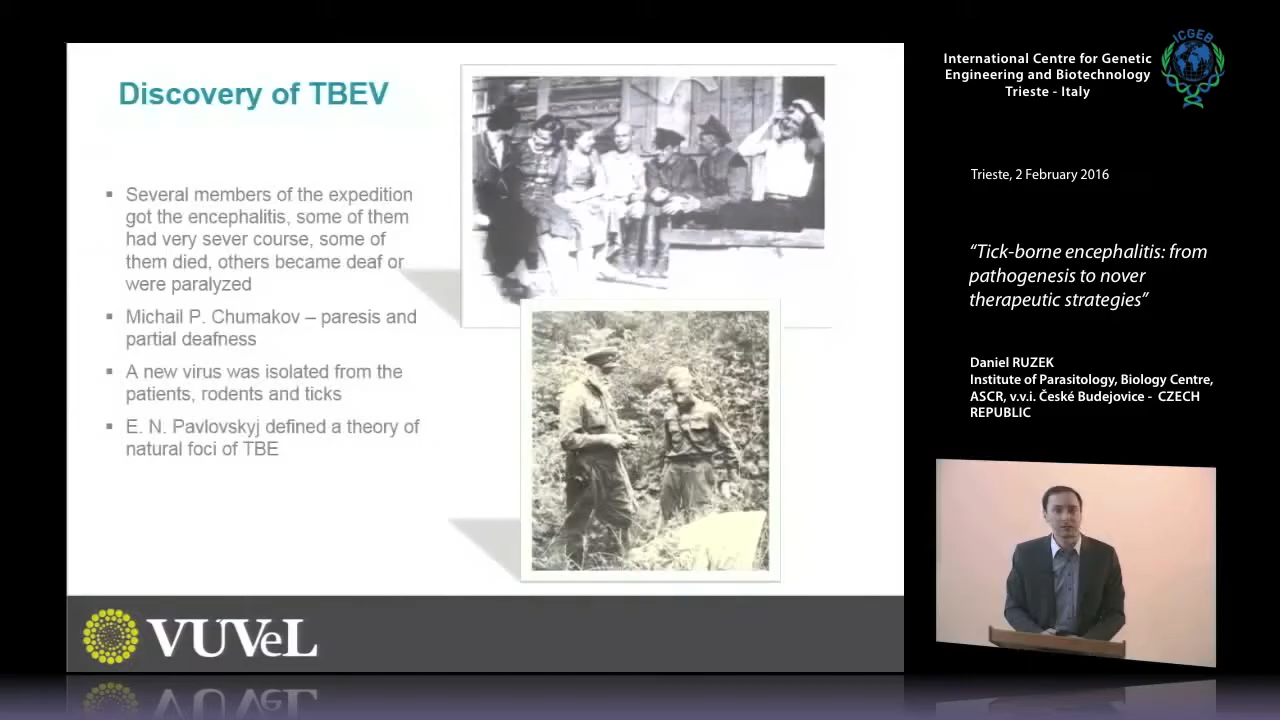 Discovery of TBEV
▪ Several members of the expedition
got the encephalitis, some of them
had very sever course, some of
them died, others became deaf or
were paralyzed
▪ Michail P. Chumakov – paresis and
partial deafness
▪ A new virus was isolated from the
patients, rodents and ticks
▪ E. N. Pavlovskyj defined a theory of
natural foci of TBE
VUVeL
International Centre for Genetic
Engineering and Biotechnology
Trieste - Italy
ICGEB
Trieste, 2 February 2016
“Tick-borne encephalitis: from
pathogenesis to nover
therapeutic strategies”
Daniel RUZEK
Institute of Parasitology, Biology Centre,
ASCR, v.v.i. České Budejovice - CZECH
REPUBLIC